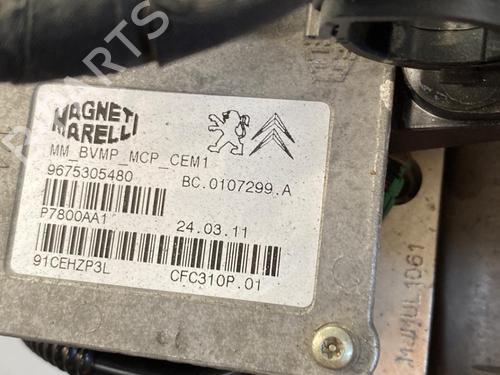 MAGNETI
MARELLI
MM_BVMP_MCP_CEM1
9675305480
BC.0107299.A
P7800AA1
24.03.11
91CEHZP3L
CFC310P.01